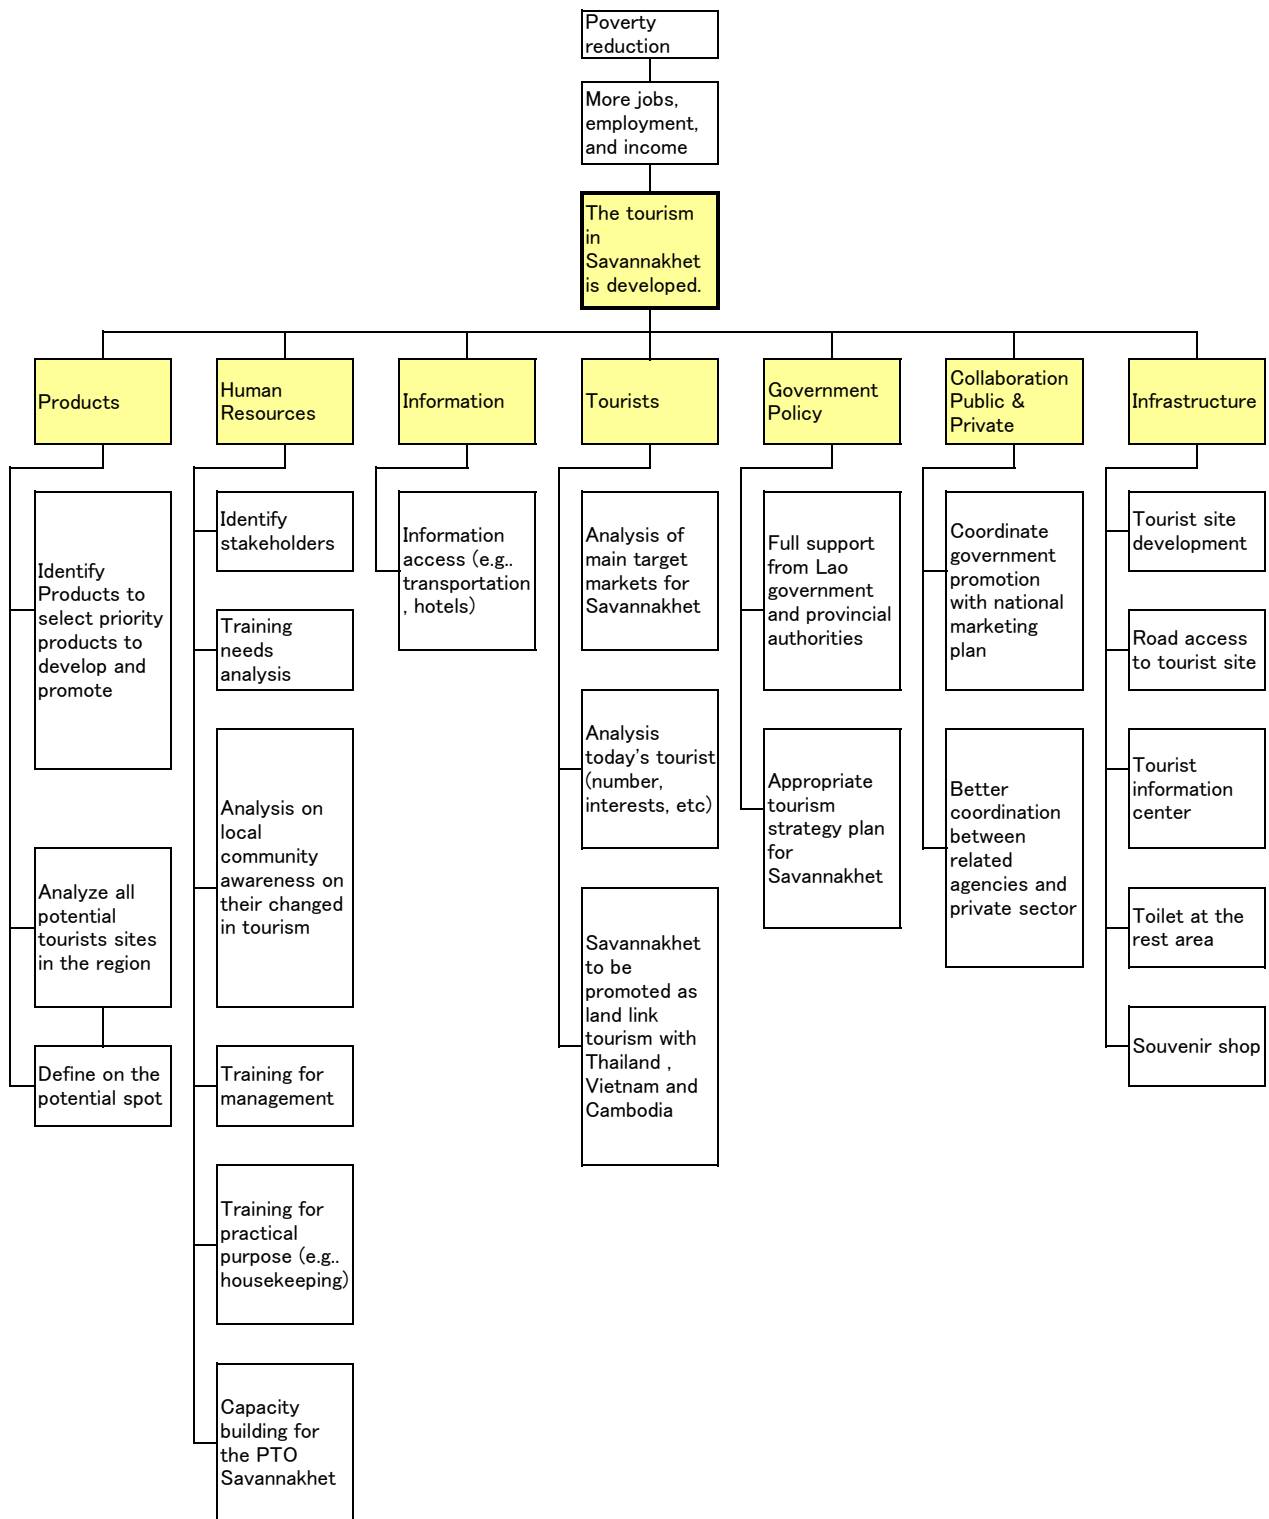 Poverty
reduction
More jobs,
employment,
and income
The tourism
in
Savannakhet
is developed.
Products
Human
Resources
Information
Tourists
Government
Policy
Collaboration
Public &
Private
Infrastructure
Identify
Products to
select priority
products to
develop and
promote
Analyze all
potential
tourists sites
in the region
Define on the
potential spot
Identify
stakeholders
Training
needs
analysis
Analysis on
local
community
awareness on
their changed
in tourism
Training for
management
Training for
practical
purpose (e.g..
housekeeping)
Capacity
building for
the PTO
Savannakhet
Information
access (e.g..
transportation
, hotels)
Analysis of
main target
markets for
Savannakhet
Analysis
today's tourist
(number,
interests, etc)
Savannakhet
to be
promoted as
land link
tourism with
Thailand ,
Vietnam and
Cambodia
Full support
from Lao
government
and provincial
authorities
Appropriate
tourism
strategy plan
for
Savannakhet
Coordinate
government
promotion
with national
marketing
plan
Better
coordination
between
related
agencies and
private sector
Tourist site
development
Road access
to tourist site
Tourist
information
center
Toilet at the
rest area
Souvenir shop